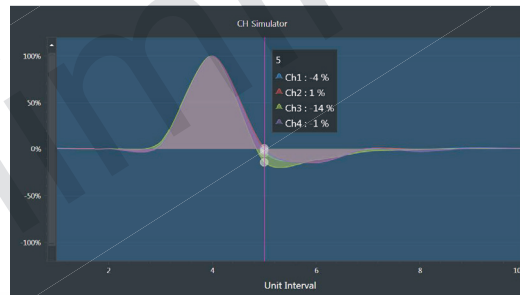 CH Simulator
100%
50%
0%
-50%
-100%
5
Ch1 : -4 %
Ch2 : 1 %
Ch3 : -14 %
Ch4 : -1 %
2
4
6
8
10
Unit Interval